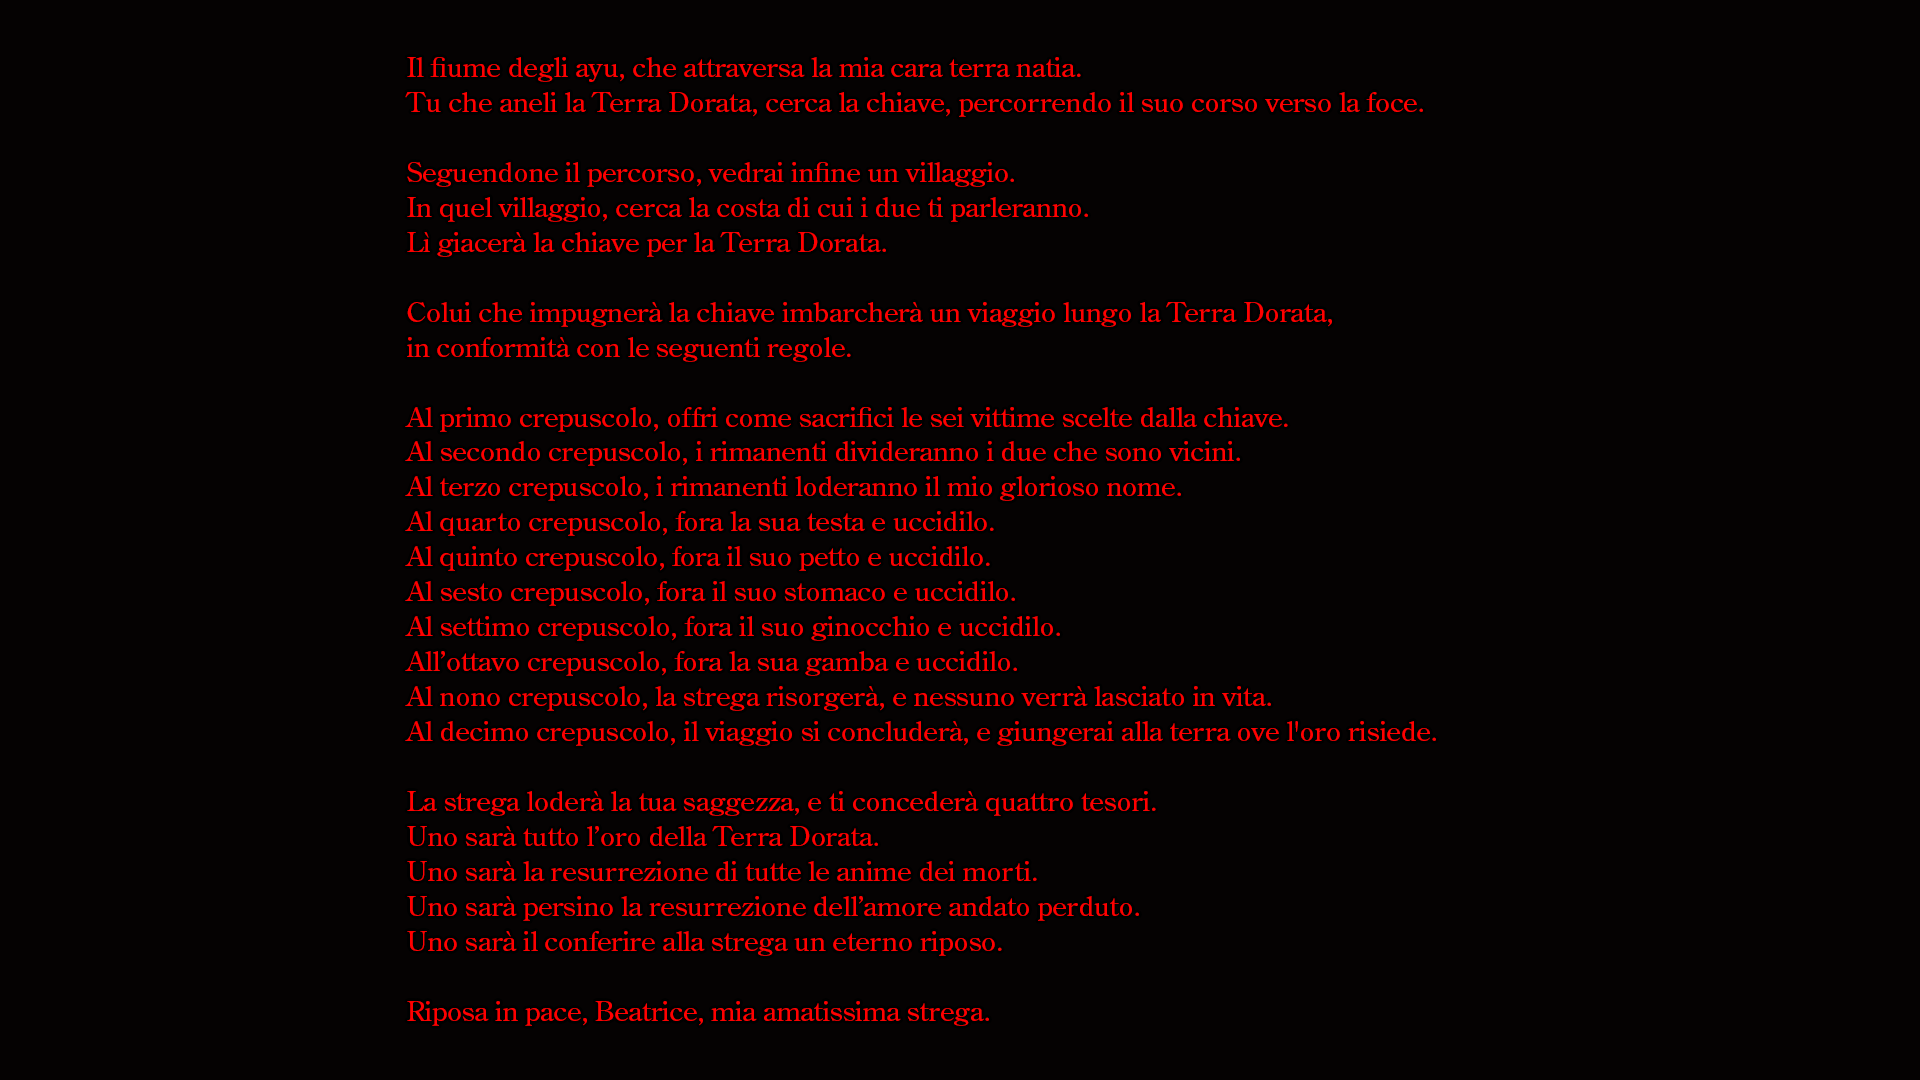 Il fiume degli ayu, che attraversa la mia cara terra natia.
Tu che aneli la Terra Dorata, cerca la chiave, percorrendo il suo corso verso la foce.
Seguendone il percorso, vedrai infine un villaggio.
In quel villaggio, cerca la costa di cui i due ti parleranno.
Lì giacerà la chiave per la Terra Dorata.
Colui che impugnerà la chiave imbarcherà un viaggio lungo la Terra Dorata,
in conformità con le seguenti regole.
Al primo crepuscolo, offri come sacrifici le sei vittime scelte dalla chiave.
Al secondo crepuscolo, i rimanenti divideranno i due che sono vicini.
Al terzo crepuscolo, i rimanenti loderanno il mio glorioso nome.
Al quarto crepuscolo, fora la sua testa e uccidilo.
Al quinto crepuscolo, fora il suo petto e uccidilo.
Al sesto crepuscolo, fora il suo stomaco e uccidilo.
Al settimo crepuscolo, fora il suo ginocchio e uccidilo.
All’ottavo crepuscolo, fora la sua gamba e uccidilo.
Al nono crepuscolo, la strega risorgerà, e nessuno verrà lasciato in vita.
Al decimo crepuscolo, il viaggio si concluderà, e giungerai alla terra ove l'oro risiede.
La strega loderà la tua saggezza, e ti concederà quattro tesori.
Uno sarà tutto l’oro della Terra Dorata.
Uno sarà la resurrezione di tutte le anime dei morti.
Uno sarà persino la resurrezione dell’amore andato perduto.
Uno sarà il conferire alla strega un eterno riposo.
Riposa in pace, Beatrice, mia amatissima strega.